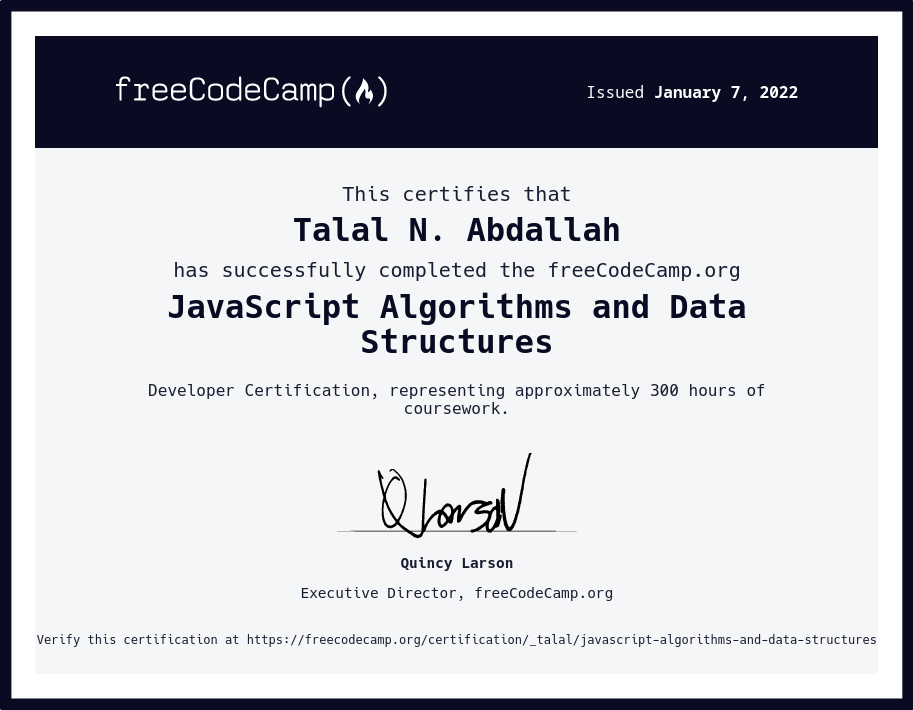 freeCodeCamp(🔥)
Issued January 7, 2022
This certifies that
Talal N. Abdallah
has successfully completed the freeCodeCamp.org
JavaScript Algorithms and Data
Structures
Developer Certification, representing approximately 300 hours of
coursework.
Quincy Larson
Executive Director, freeCodeCamp.org
Verify this certification at https://freecodecamp.org/certification/_talal/javascript-algorithms-and-data-structures